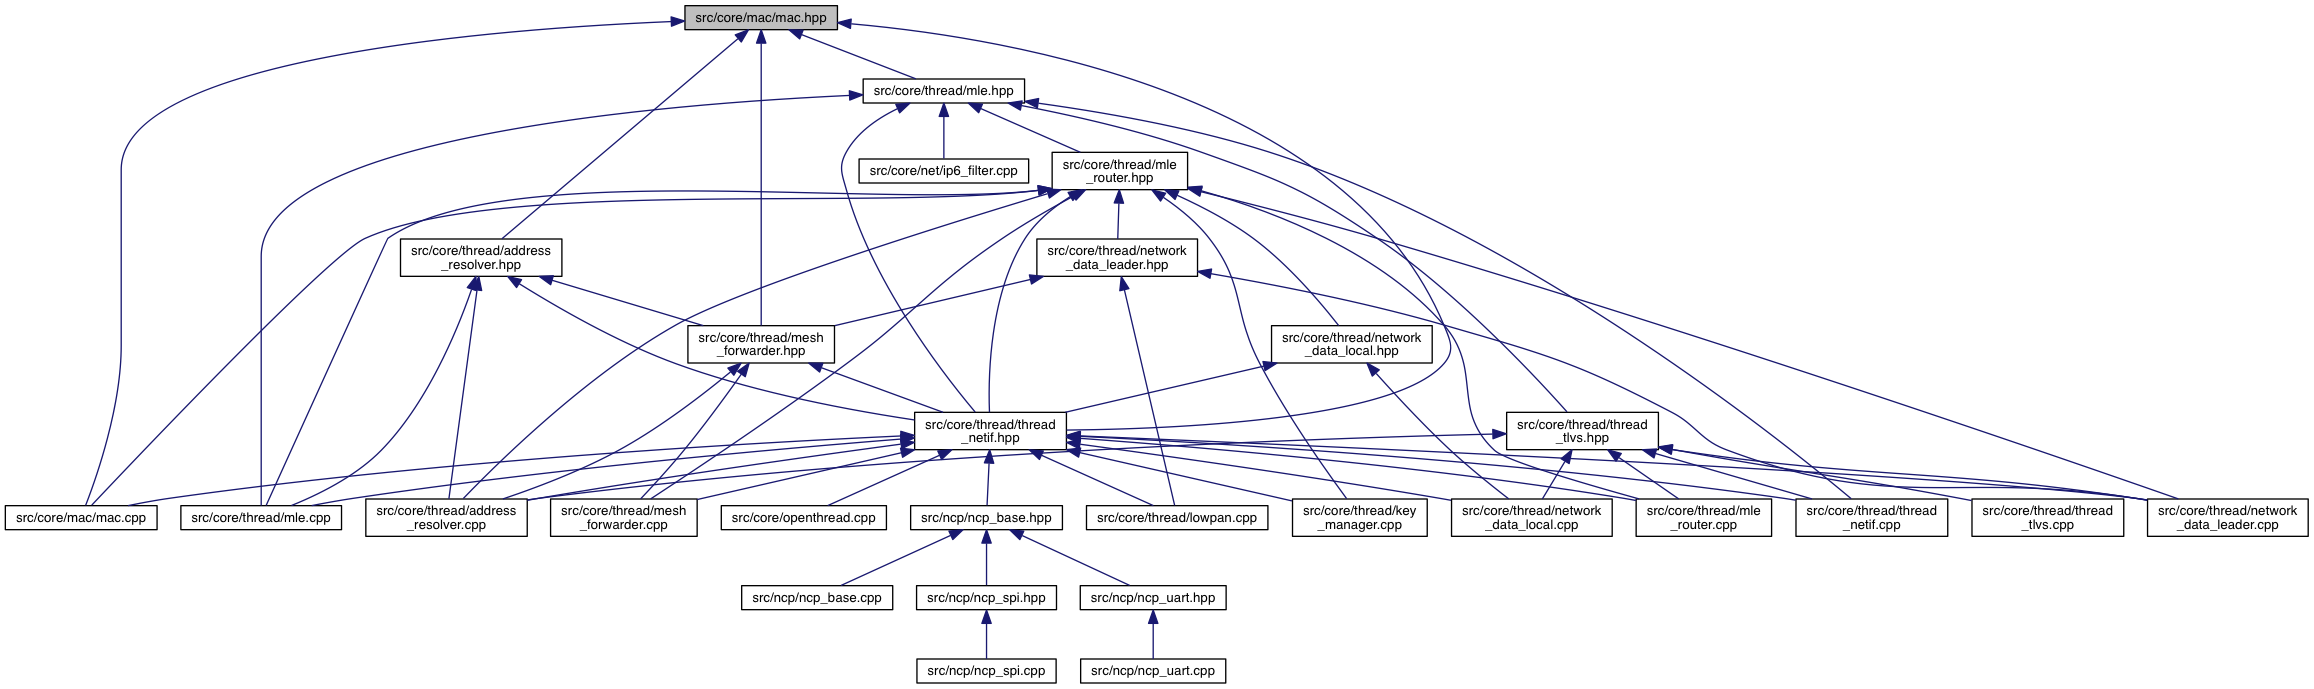 src/core/mac/mac.hpp
src/core/thread/mle.hpp
src/core/net/ip6_filter.cpp
src/core/thread/mle
_router.hpp
src/core/thread/address
_resolver.hpp
src/core/thread/network
_data_leader.hpp
src/core/thread/mesh
_forwarder.hpp
src/core/thread/network
_data_local.hpp
src/core/thread/thread
_netif.hpp
src/core/thread/thread
_tlvs.hpp
src/core/mac/mac.cpp
src/core/thread/mle.cpp
src/core/thread/address
_resolver.cpp
src/core/thread/mesh
_forwarder.cpp
src/core/openthread.cpp
src/ncp/ncp_base.hpp
src/core/thread/lowpan.cpp
src/core/thread/key
_manager.cpp
src/core/thread/network
_data_local.cpp
src/core/thread/mle
_router.cpp
src/core/thread/thread
_netif.cpp
src/core/thread/thread
_tlvs.cpp
src/core/thread/network
_data_leader.cpp
src/ncp/ncp_base.cpp
src/ncp/ncp_spi.hpp
src/ncp/ncp_uart.hpp
src/ncp/ncp_spi.cpp
src/ncp/ncp_uart.cpp